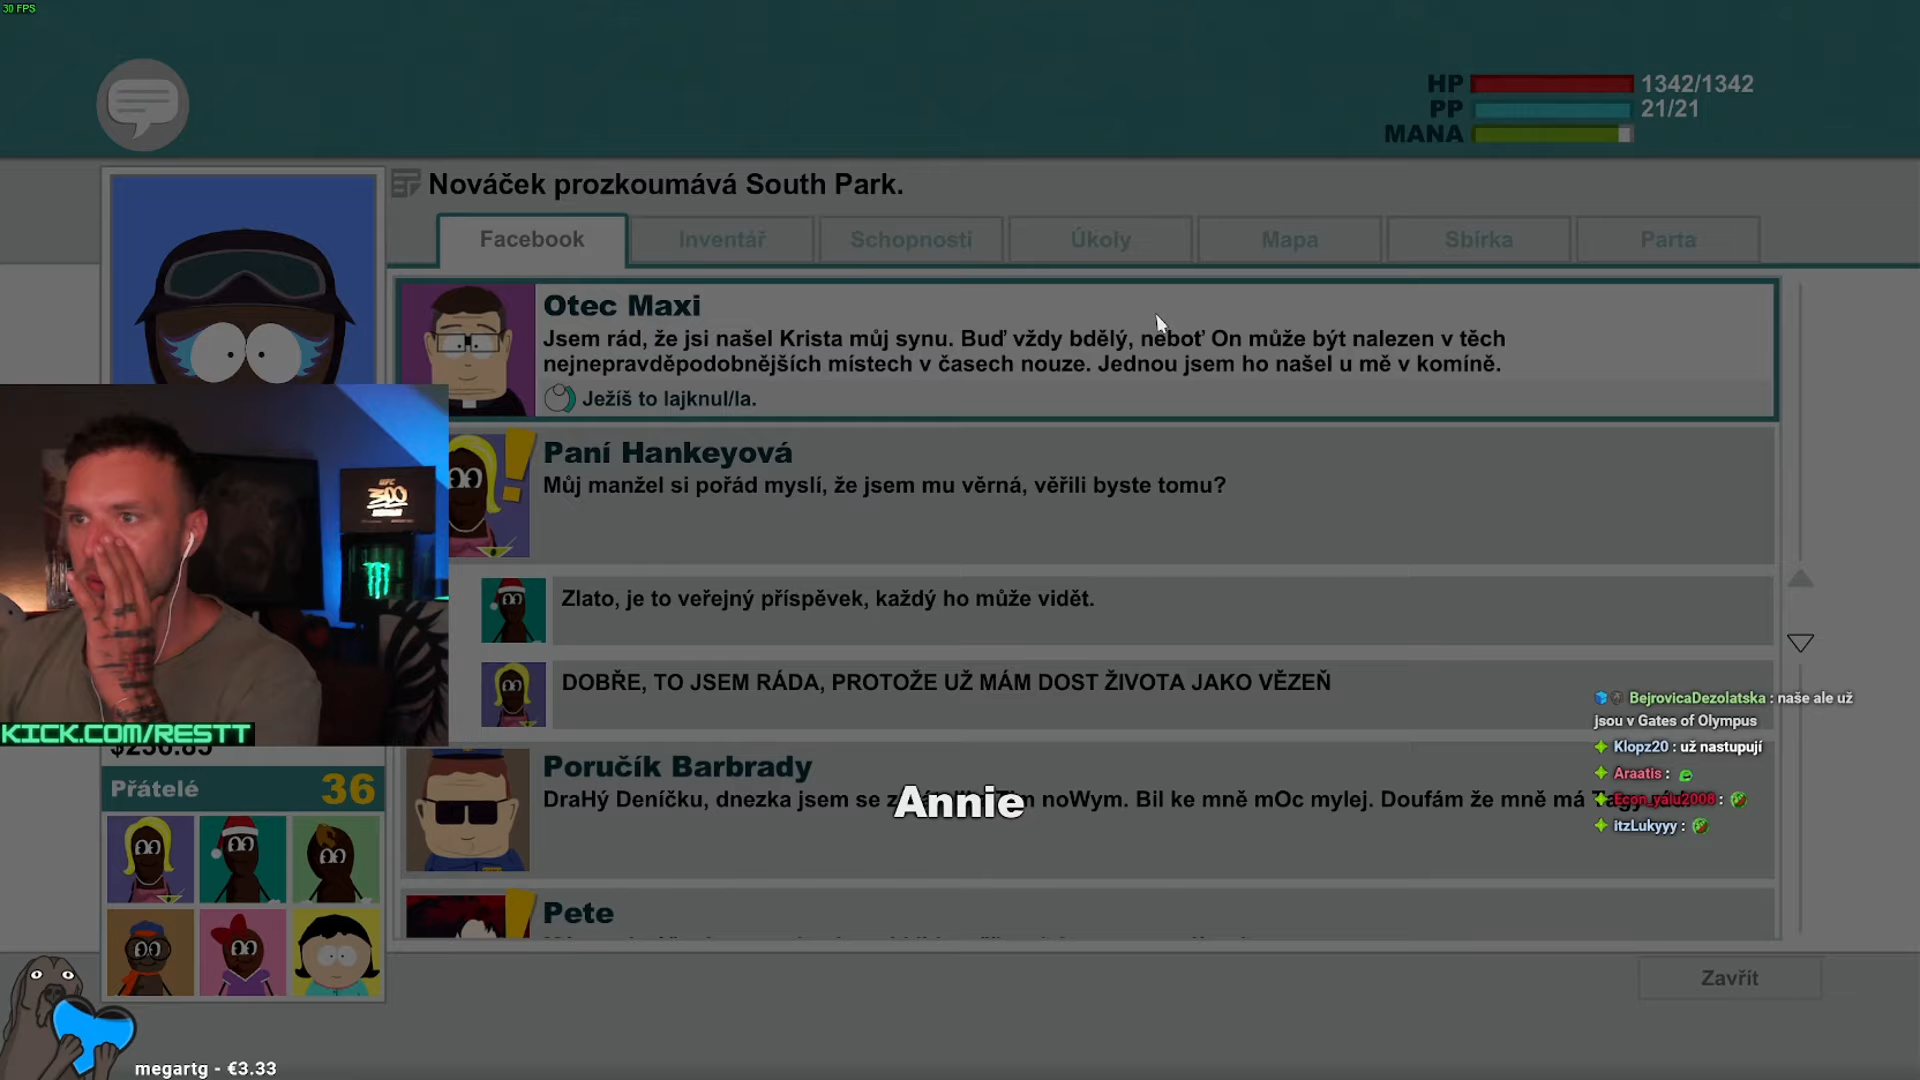 30 FPS
HP 1342/1342
PP 21/21
MANA
Nováček prozkoumává South Park.
Facebook Inventář Schopnosti Úkoly Mapa Sbírka Parta
Otec Maxi
Jsem rád, že jsi našel Krista můj synu. Buď vždy bdělý, neboť On může být nalezen v těch
nejnepravděpodobnějších místech v časech nouze. Jednou jsem ho našel u mě v komíně.
Ježíš to lajknul/la.
Paní Hankeyová
Můj manžel si pořád myslí, že jsem mu věrná, věřili byste tomu?
UFC
300
Zlato, je to veřejný příspěvek, každý ho může vidět.
DOBŘE, TO JSEM RÁDA, PROTOŽE UŽ MÁM DOST ŽIVOTA JAKO VĚZEŇ
BejrovicaDezolatska : naše ale už
jsou v Gates of Olympus
KICK.COM/RESTT
Klopz20 : už nastupují
Poručík Barbrady
Araatis :
Přátelé 36
DraHý Deníčku, dnezka jsem se noWym. Bil ke mně mOc mylej. Doufám že mně má
Annie
Econ_yalu2008 :
itzLukyyy :
Pete
Zavřít
megartg - €3.33